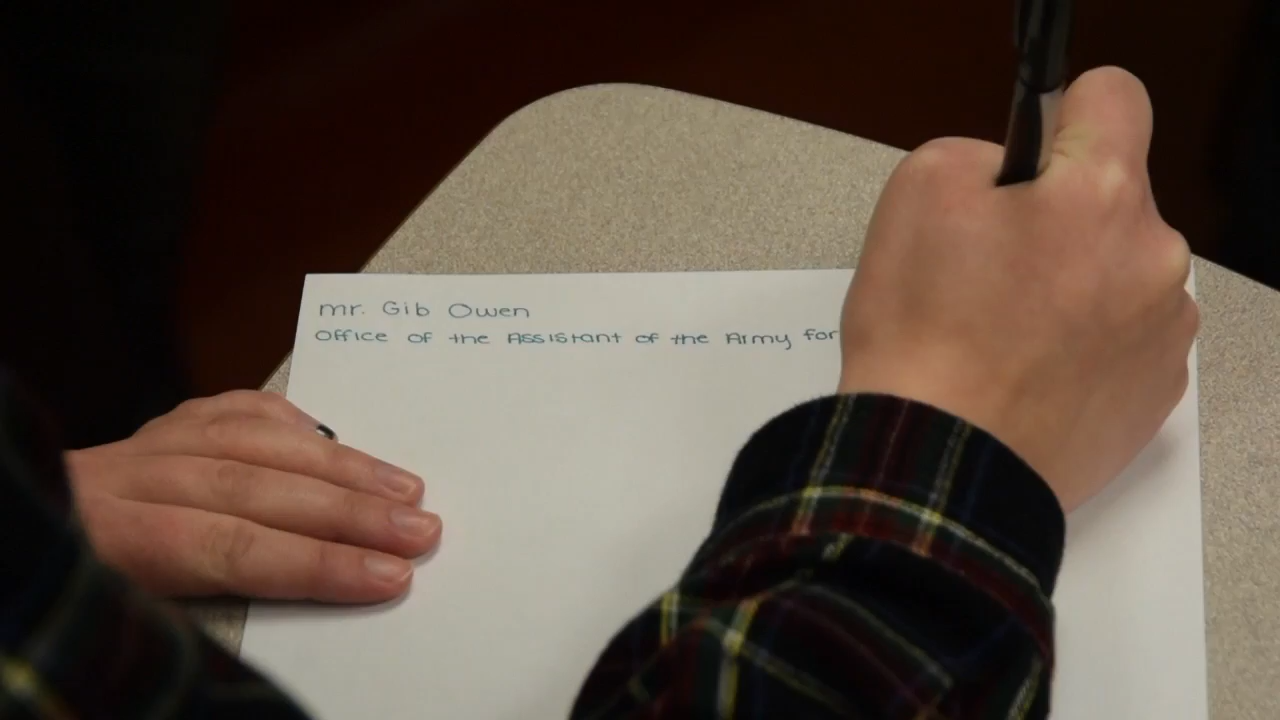 mr. Gib Owen
Office of the Assistant of the Army for